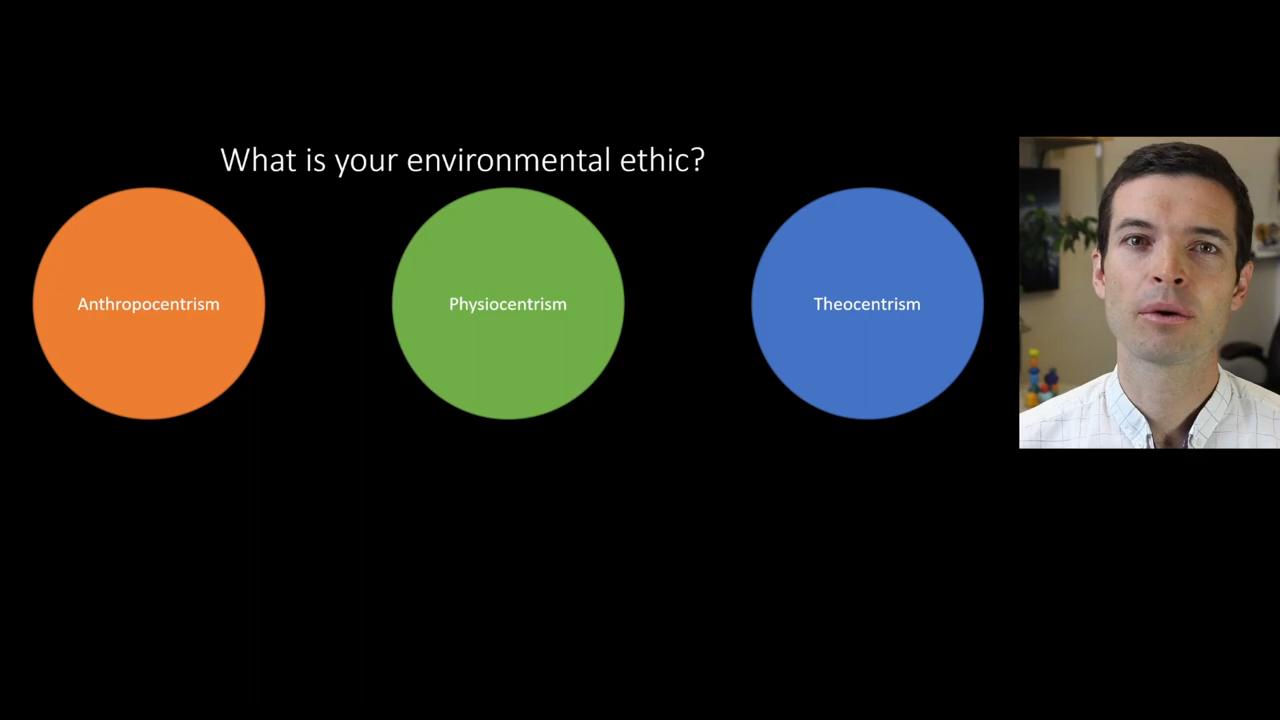 What is your environmental ethic?
Anthropocentrism
Physiocentrism
Theocentrism